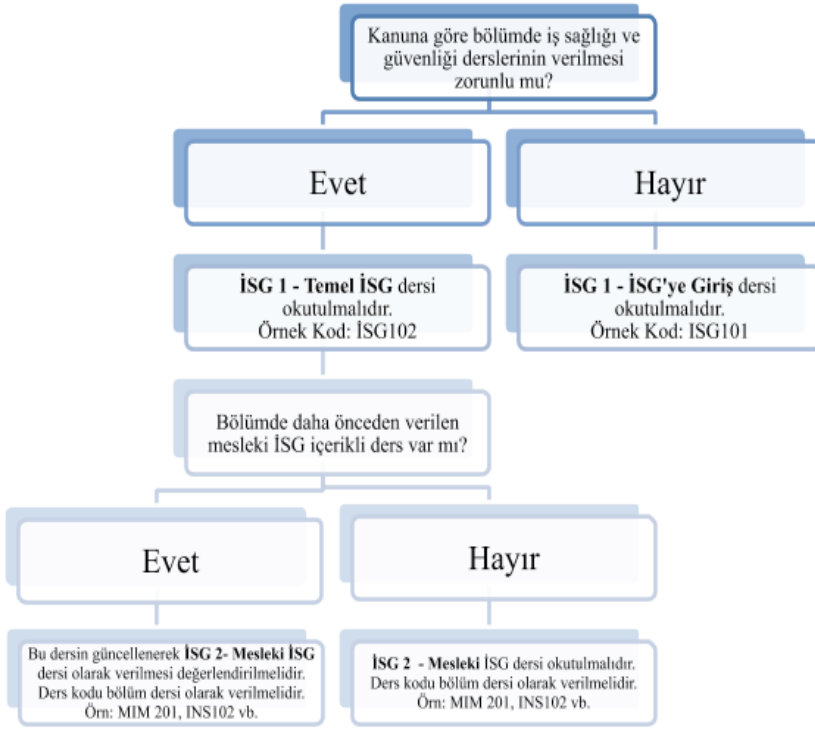 Kanuna göre bölümde iş sağlığı ve
güvenliği derslerinin verilmesi
zorunlu mu?
Evet
Hayır
İSG 1 - Temel İSG dersi
okutulmalıdır.
Örnek Kod: İSG102
İSG 1 - İSG'ye Giriş dersi
okutulmalıdır.
Örnek Kod: ISG101
Bölümde daha önceden verilen
mesleki İSG içerikli ders var mı?
Evet
Hayır
Bu dersin güncellenerek İSG 2- Mesleki İSG
dersi olarak verilmesi değerlendirilmelidir.
Ders kodu bölüm dersi olarak verilmelidir.
Örn: MIM 201, INS102 vb.
İSG 2 - Mesleki İSG dersi okutulmalıdır.
Ders kodu bölüm dersi olarak verilmelidir.
Örn: MIM 201, INS102 vb.